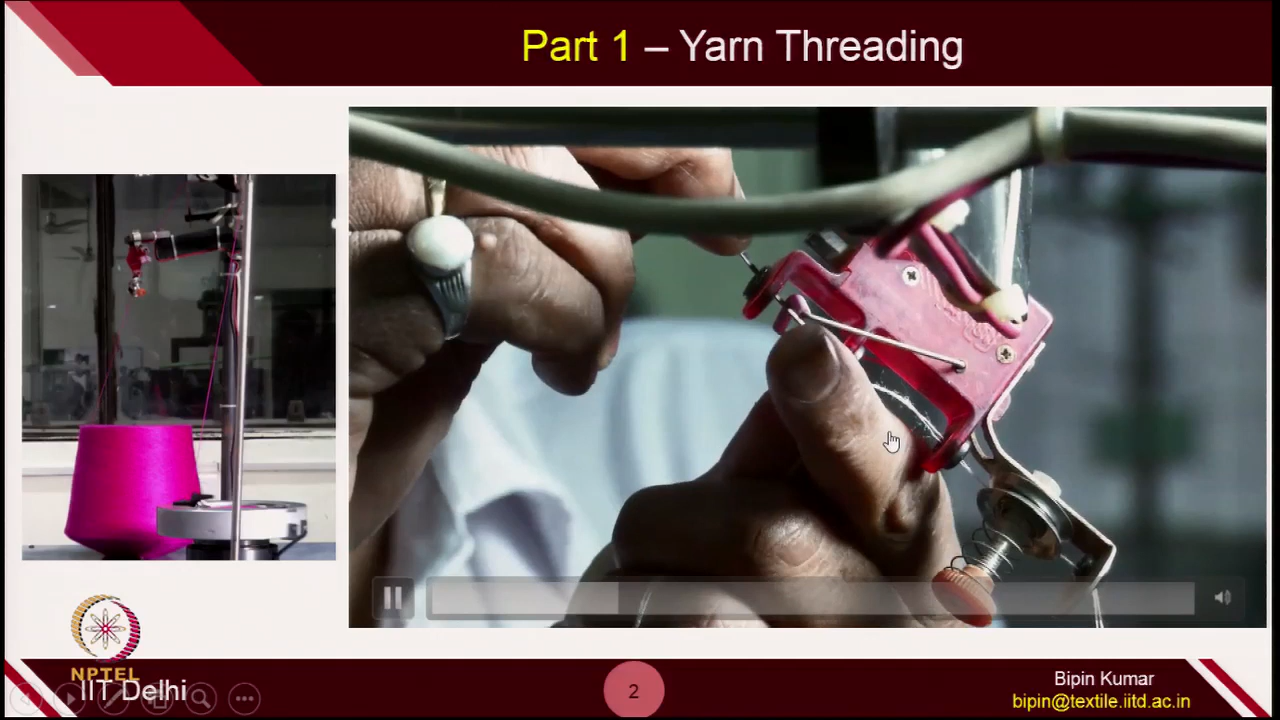 Part 1 – Yarn Threading
NPTEL
IIT Delhi
2
Bipin Kumar
bipin@textile.iitd.ac.in